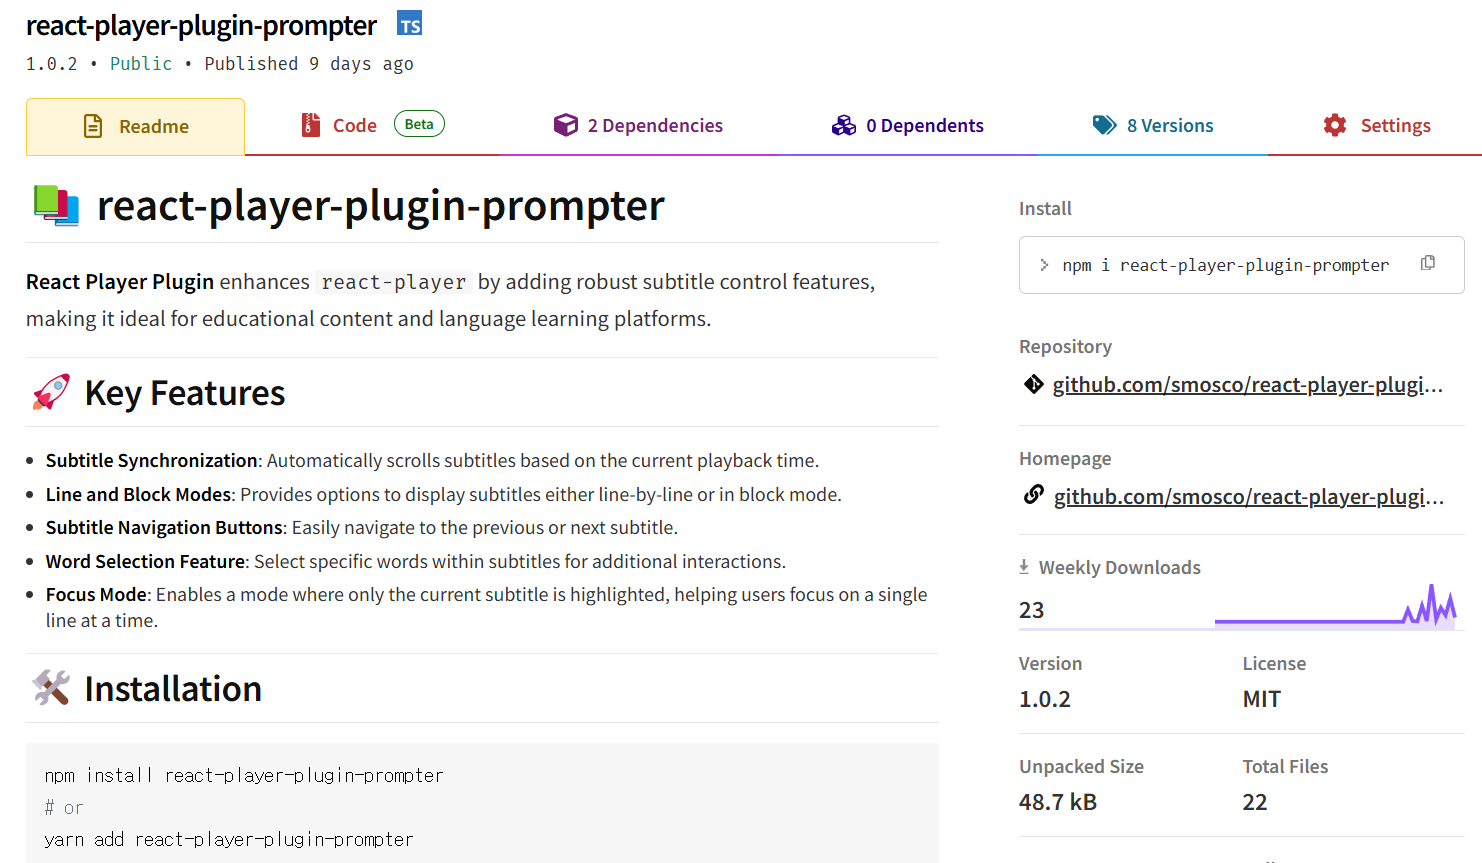 react-player-plugin-prompter TS
1.0.2 • Public • Published 9 days ago
Readme
Code Beta
2 Dependencies
0 Dependents
8 Versions
Settings
react-player-plugin-prompter
React Player Plugin enhances react-player by adding robust subtitle control features,
making it ideal for educational content and language learning platforms.
Key Features
• Subtitle Synchronization: Automatically scrolls subtitles based on the current playback time.
• Line and Block Modes: Provides options to display subtitles either line-by-line or in block mode.
• Subtitle Navigation Buttons: Easily navigate to the previous or next subtitle.
• Word Selection Feature: Select specific words within subtitles for additional interactions.
• Focus Mode: Enables a mode where only the current subtitle is highlighted, helping users focus on a single
line at a time.
Installation
npm install react-player-plugin-prompter
# or
yarn add react-player-plugin-prompter
Install
> npm i react-player-plugin-prompter
Repository
github.com/smosco/react-player-plugi...
Homepage
github.com/smosco/react-player-plugi...
Weekly Downloads
23
Version
1.0.2
License
MIT
Unpacked Size
48.7 kB
Total Files
22